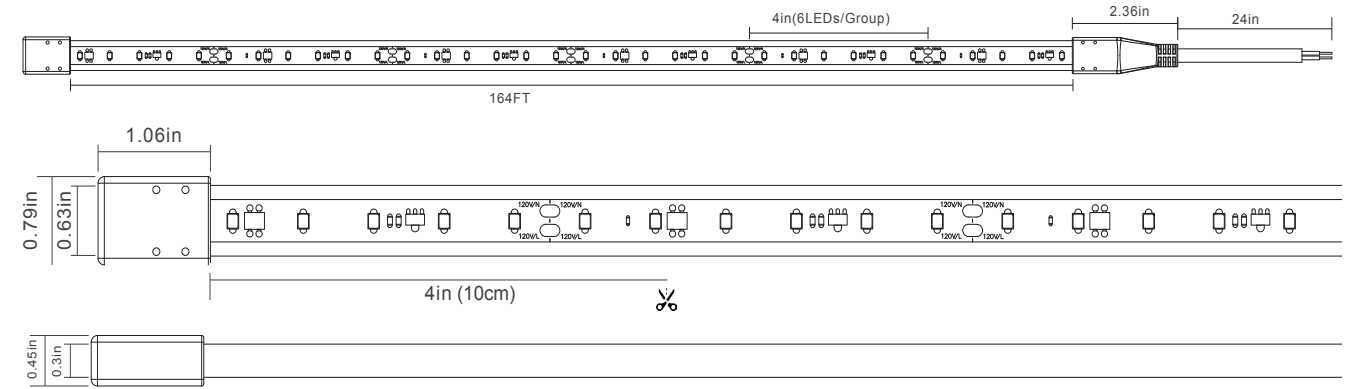 4in(6LEDs/Group)
2.36in
24in
164FT
1.06in
0.79in
0.63in
120V/N 120V/N
120V/L 120V/L
120V/N 120V/N
120V/L 120V/L
4in (10cm)
0.45in
0.3in